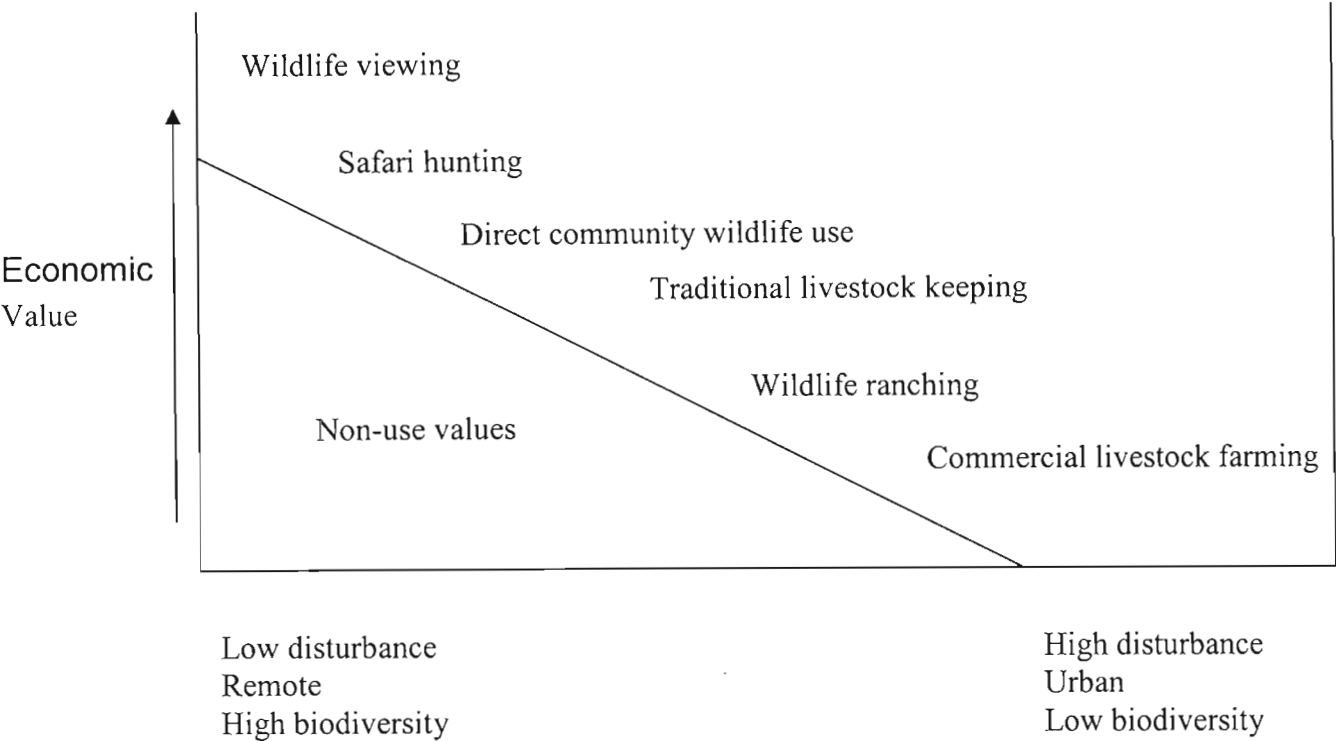 Wildlife viewing
Safari hunting
Direct community wildlife use
Economic
Value
Traditional livestock keeping
Wildlife ranching
Non-use values
Commercial livestock farming
Low disturbance
Remote
High biodiversity
High disturbance
Urban
Low biodiversity